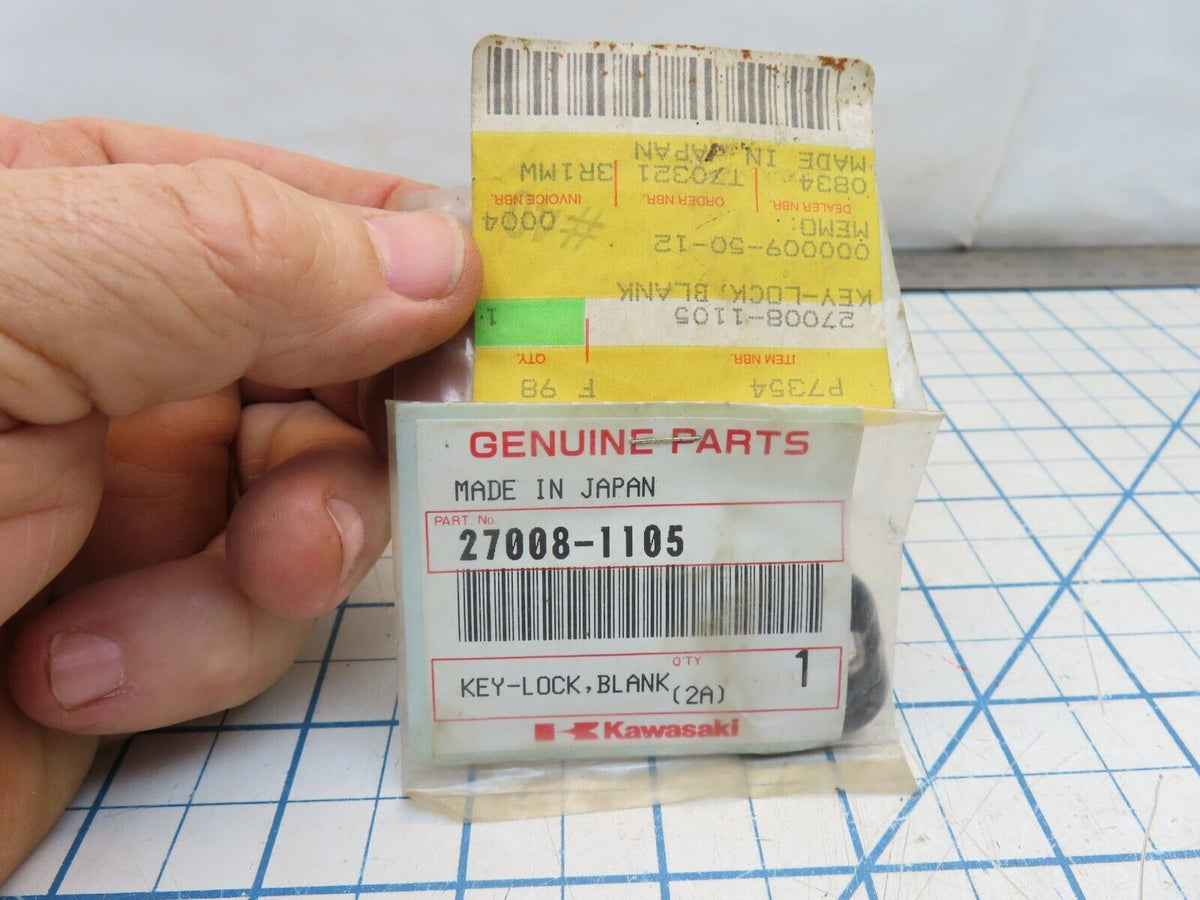 P7354 F 98
ITEM NBR. QTY.
27008-1105 1
KEY-LOCK, BLANK
000009-50-12
MEMO: # 0004
DEALER NBR. ORDER NBR. INVOICE NBR.
0834 T70321 3R1MW
MADE IN JAPAN
GENUINE PARTS
MADE IN JAPAN
PART. No.
27008-1105
Q'TY
KEY-LOCK,BLANK (2A) 1
Kawasaki